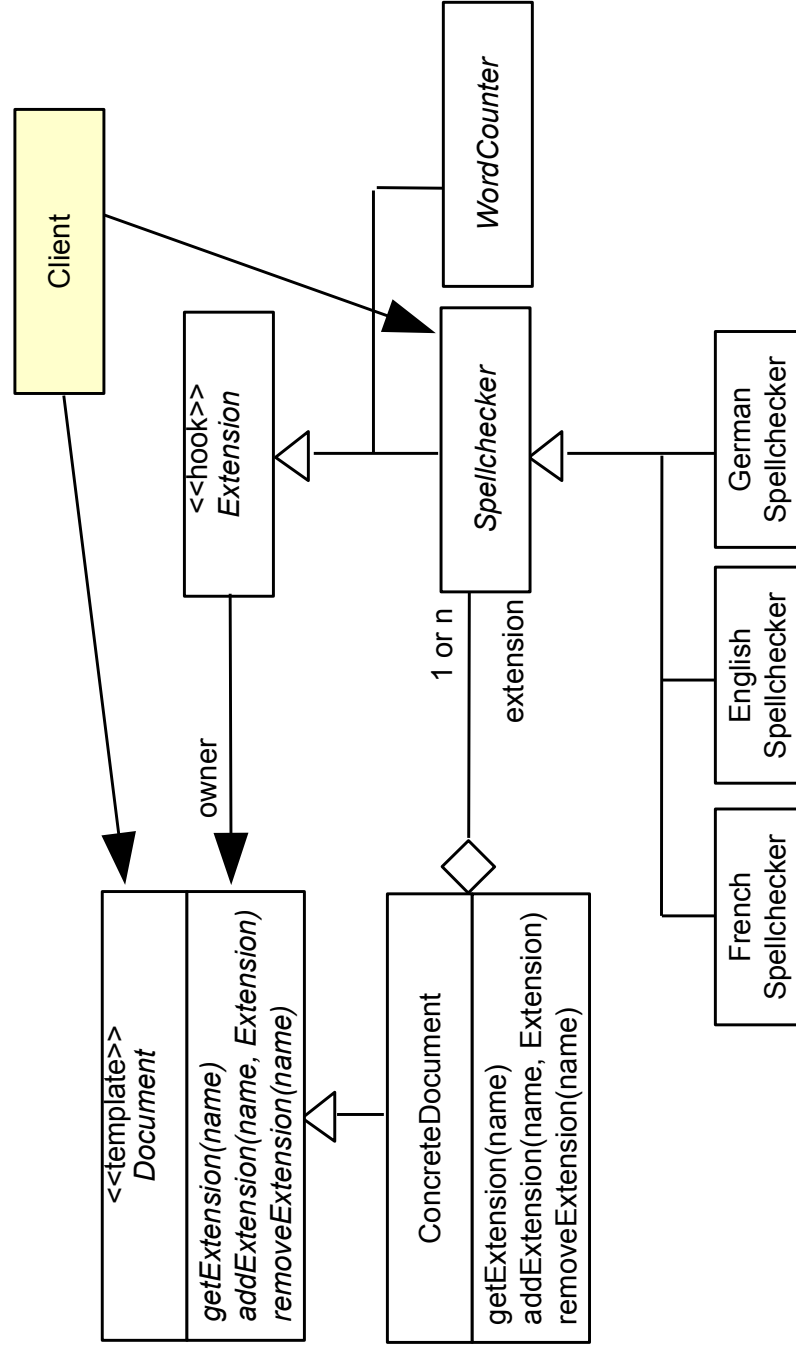 Client
<<template>>
Document
getExtension(name)
addExtension(name, Extension)
removeExtension(name)
owner
<<hook>>
Extension
ConcreteDocument
getExtension(name)
addExtension(name, Extension)
removeExtension(name)
1 or n
extension
Spellchecker
WordCounter
French
Spellchecker
English
Spellchecker
German
Spellchecker